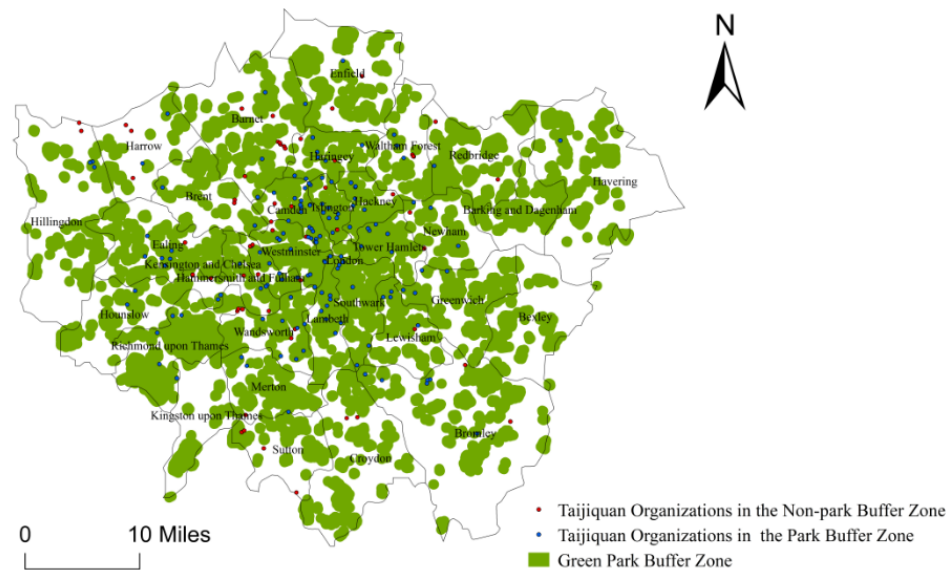 N
Enfield
Barnet
Harrow
Haringey
Waltham Forest
Redbridge
Havering
Brent
Camden
Islington
Hackney
Barking and Dagenham
Hillingdon
Newnham
Ealing
Westminster
Tower Hamlets
London
Kensington and Chelsea
Hammersmith and Fulham
Southwark
Greenwich
Hounslow
Lambeth
Bexley
Wandsworth
Lewisham
Richmond upon Thames
Merton
Kingston upon Thames
Bromley
Sutton
Croydon
0 10 Miles
Taijiquan Organizations in the Non-park Buffer Zone
Taijiquan Organizations in the Park Buffer Zone
Green Park Buffer Zone